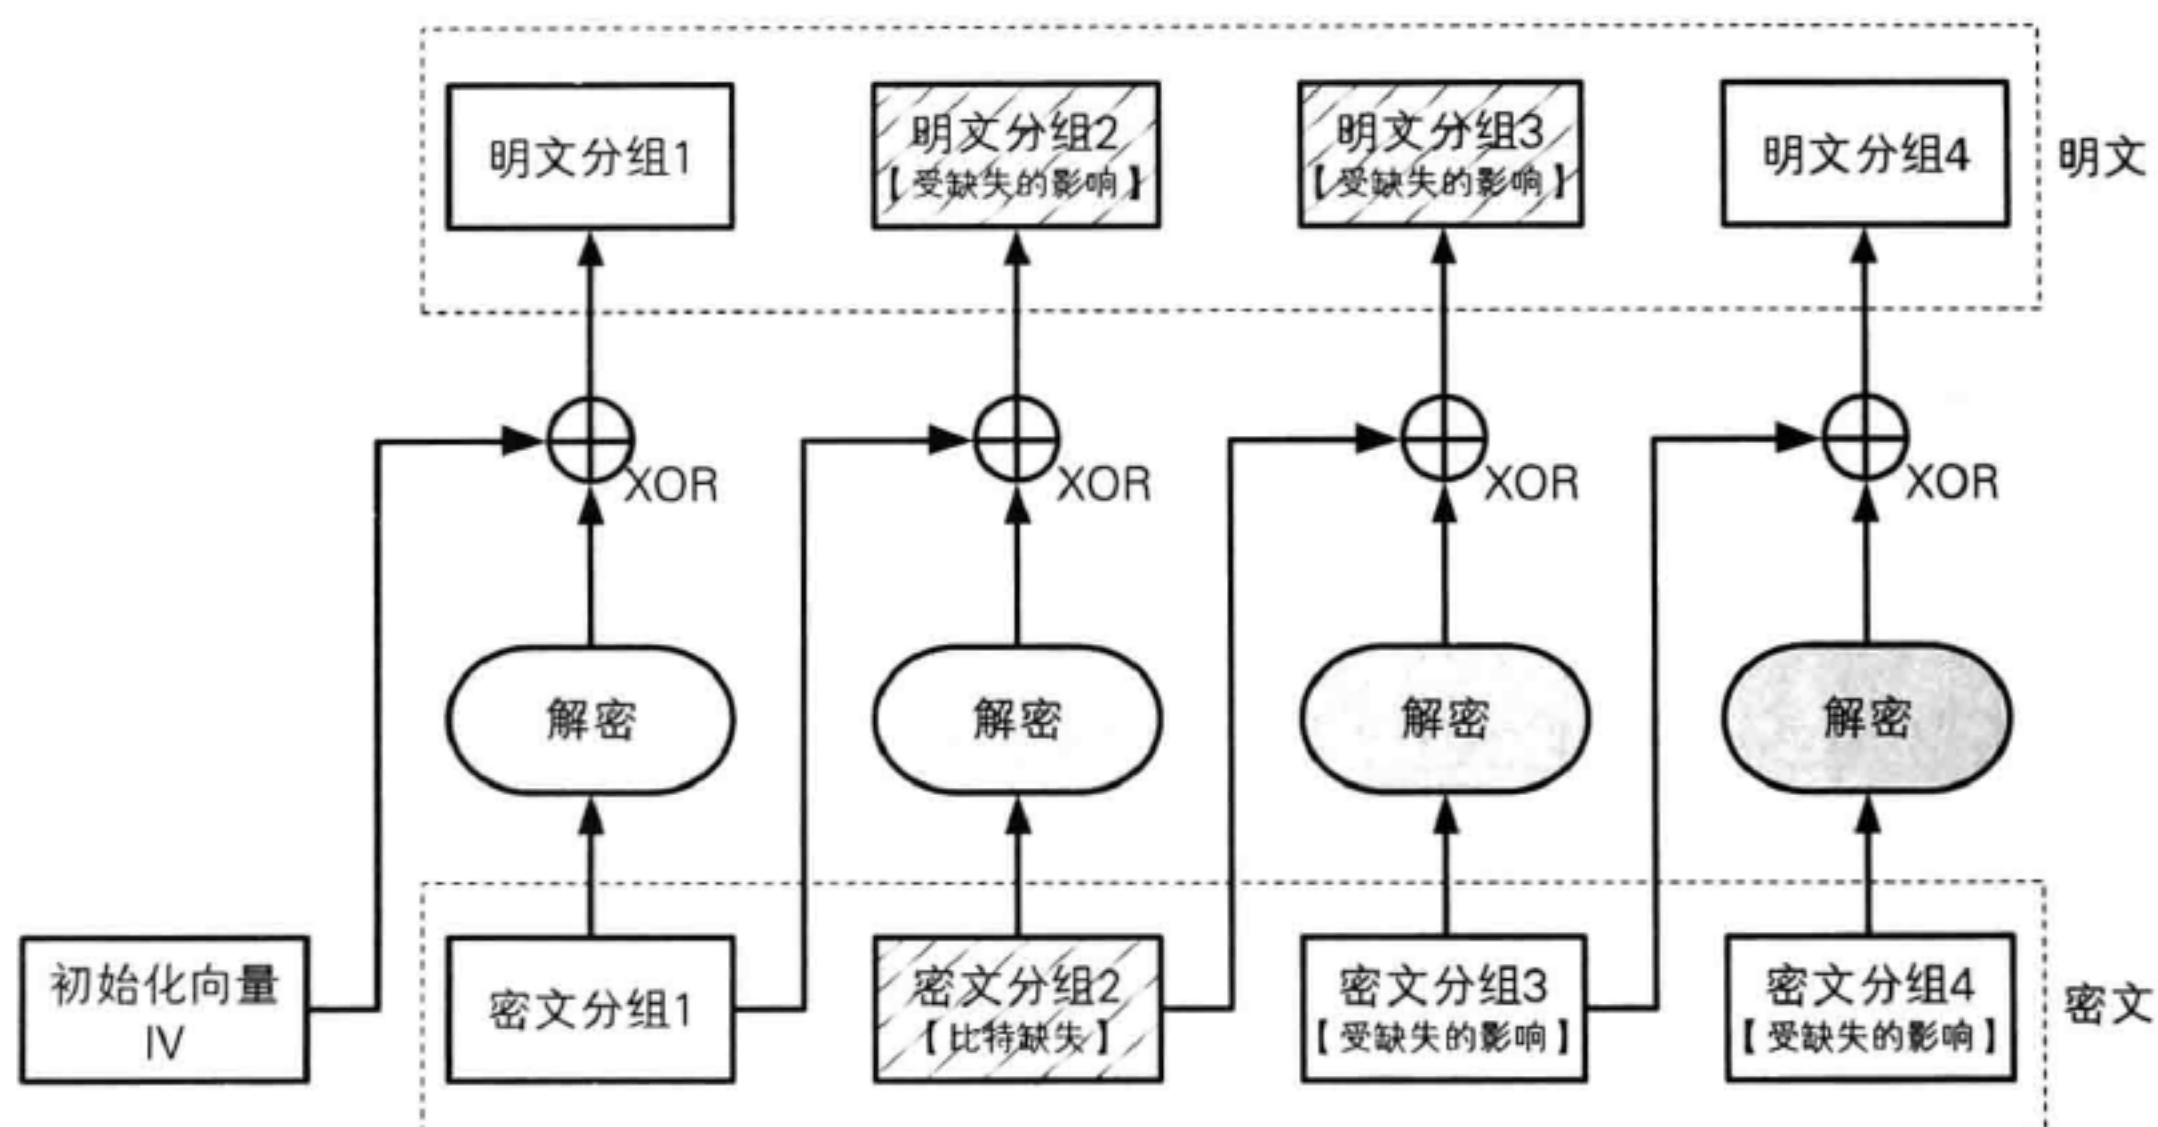 明文分组1
明文分组2
【受缺失的影响】
明文分组3
【受缺失的影响】
明文分组4
明文
XOR
XOR
XOR
XOR
解密
解密
解密
解密
初始化向量
IV
密文分组1
密文分组2
【比特缺失】
密文分组3
【受缺失的影响】
密文分组4
【受缺失的影响】
密文